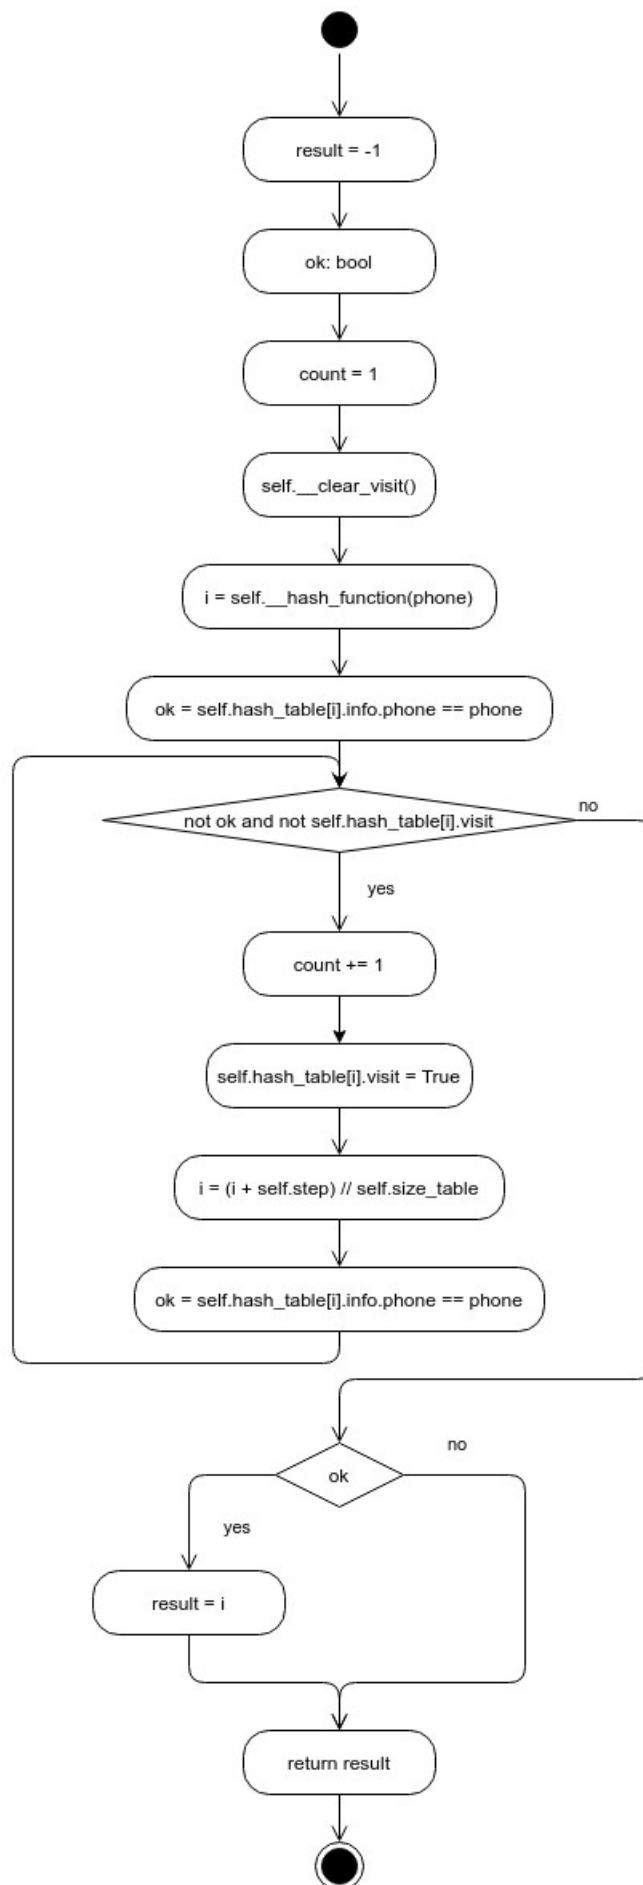 result = -1
ok: bool
count = 1
self.__clear_visit()
i = self.__hash_function(phone)
ok = self.hash_table[i].info.phone == phone
not ok and not self.hash_table[i].visit
no
yes
count += 1
self.hash_table[i].visit = True
i = (i + self.step) // self.size_table
ok = self.hash_table[i].info.phone == phone
no
ok
yes
result = i
return result